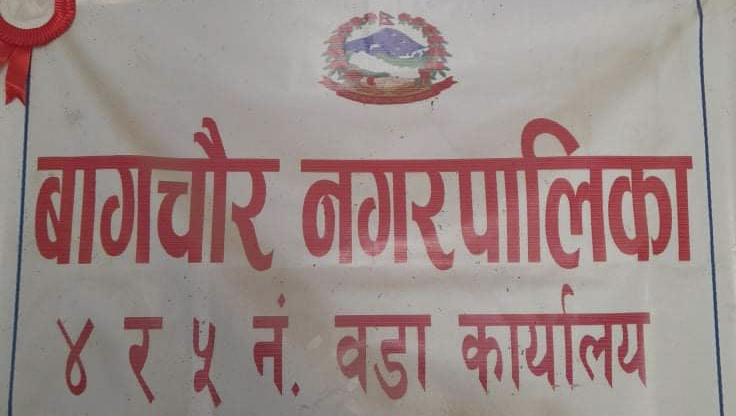 बागचौर नगरपालिका
४ र ५ नं. वडा कार्यालय